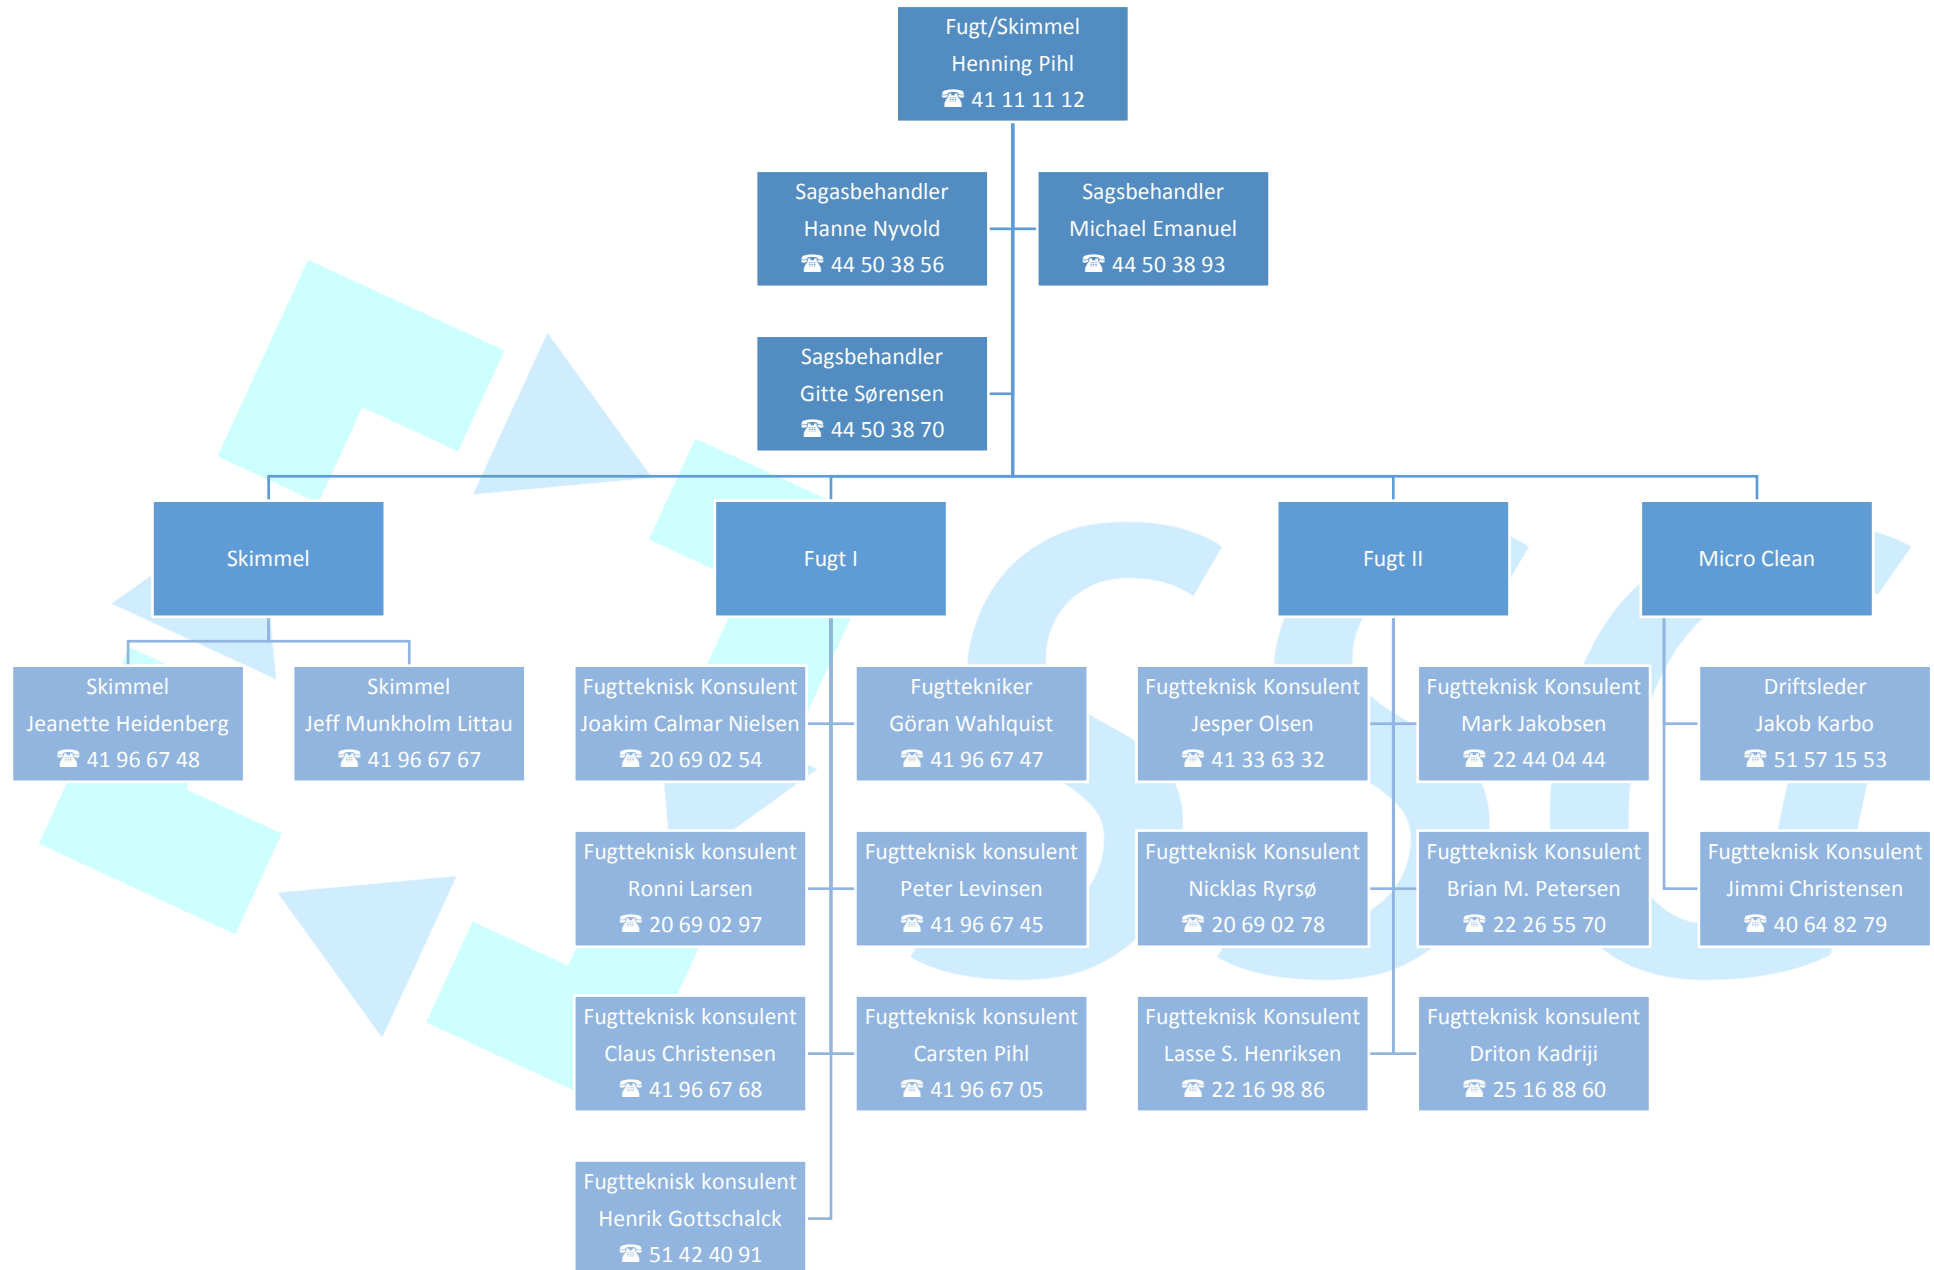 Fugt/Skimmel
Henning Pihl
☎ 41 11 11 12
Sagasbehandler
Hanne Nyvold
☎ 44 50 38 56
Sagsbehandler
Michael Emanuel
☎ 44 50 38 93
Sagsbehandler
Gitte Sørensen
☎ 44 50 38 70
Skimmel
Fugt I
Fugt II
Micro Clean
Skimmel
Jeanette Heidenberg
☎ 41 96 67 48
Skimmel
Jeff Munkholm Littau
☎ 41 96 67 67
Fugtteknisk Konsulent
Joakim Calmar Nielsen
☎ 20 69 02 54
Fugttekniker
Göran Wahlquist
☎ 41 96 67 47
Fugtteknisk Konsulent
Jesper Olsen
☎ 41 33 63 32
Fugtteknisk Konsulent
Mark Jakobsen
☎ 22 44 04 44
Driftsleder
Jakob Karbo
☎ 51 57 15 53
Fugtteknisk konsulent
Ronni Larsen
☎ 20 69 02 97
Fugtteknisk konsulent
Peter Levinsen
☎ 41 96 67 45
Fugtteknisk Konsulent
Nicklas Ryrsø
☎ 20 69 02 78
Fugtteknisk Konsulent
Brian M. Petersen
☎ 22 26 55 70
Fugtteknisk Konsulent
Jimmi Christensen
☎ 40 64 82 79
Fugtteknisk konsulent
Claus Christensen
☎ 41 96 67 68
Fugtteknisk konsulent
Carsten Pihl
☎ 41 96 67 05
Fugtteknisk Konsulent
Lasse S. Henriksen
☎ 22 16 98 86
Fugtteknisk konsulent
Driton Kadriji
☎ 25 16 88 60
Fugtteknisk konsulent
Henrik Gottschalck
☎ 51 42 40 91
SSG